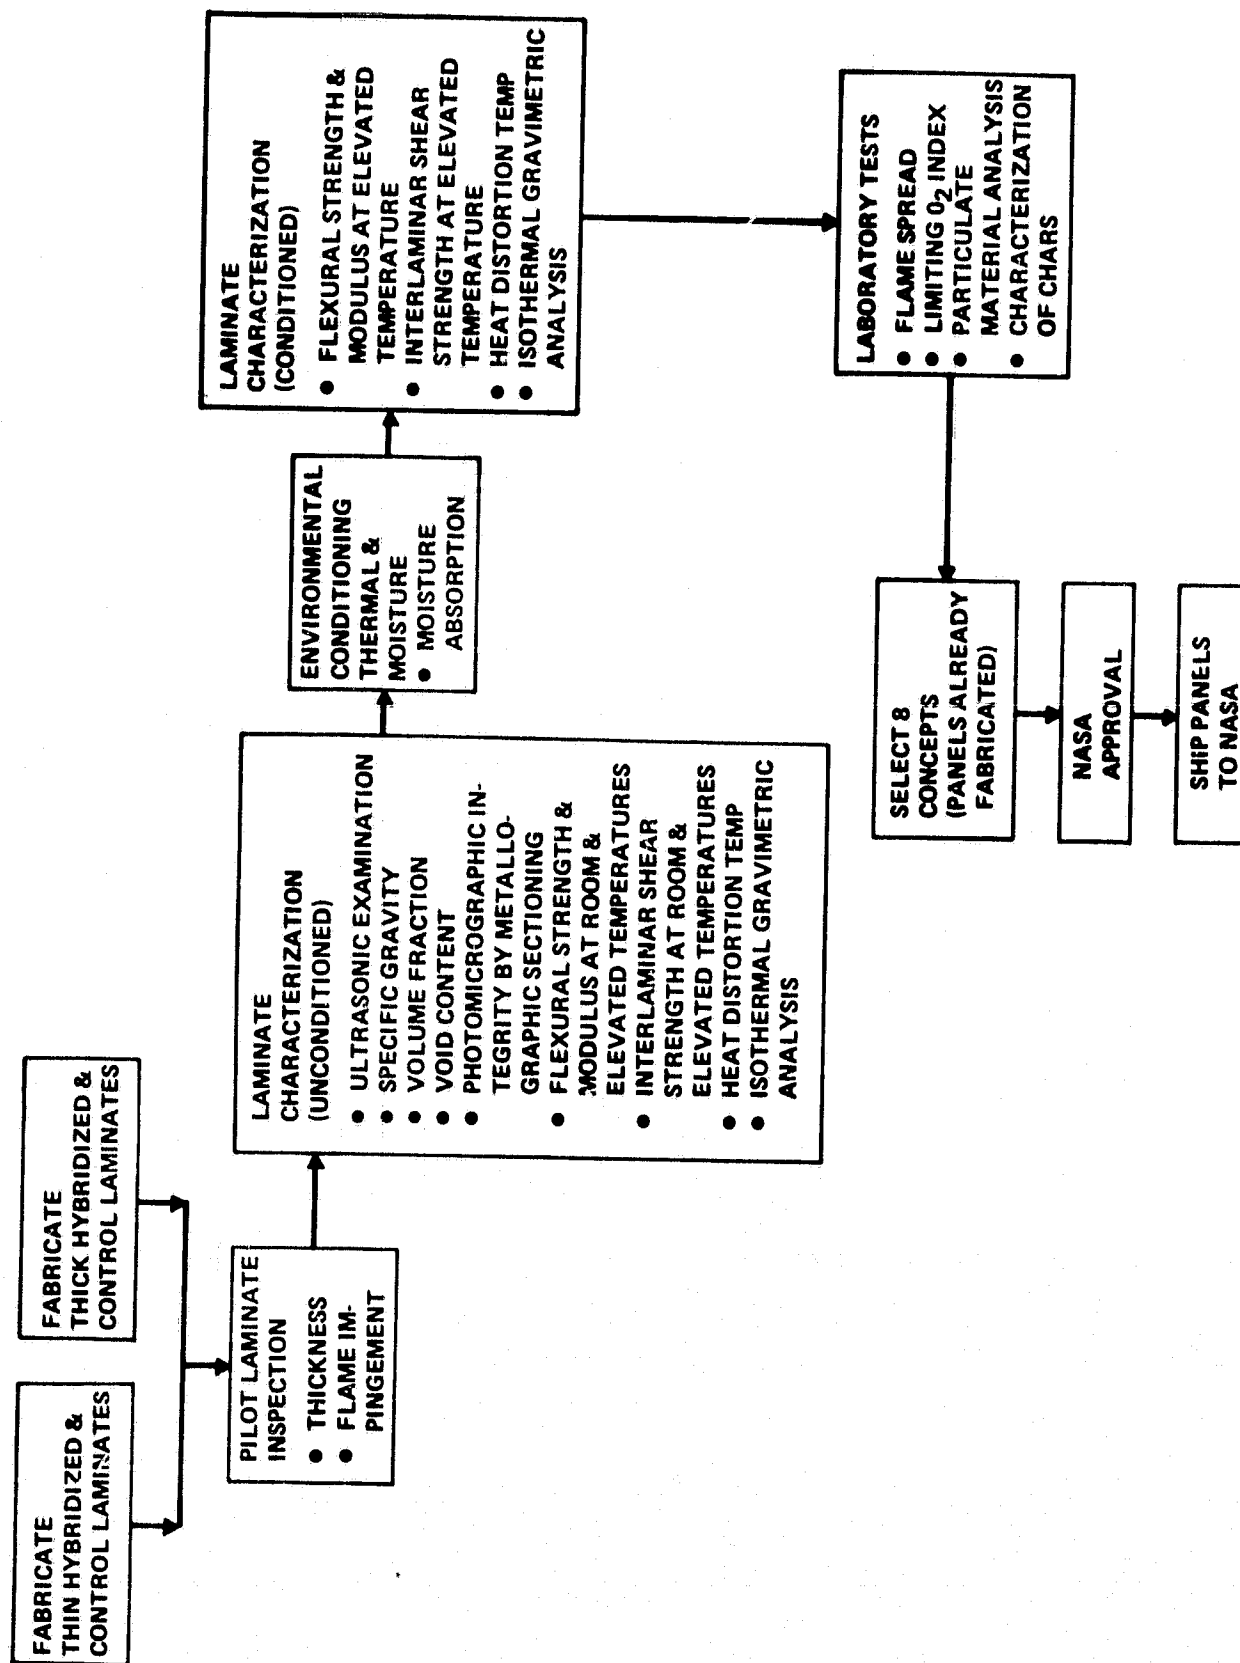 FABRICATE
THIN HYBRIDIZED &
CONTROL LAMINATES
FABRICATE
THICK HYBRIDIZED &
CONTROL LAMINATES
PILOT LAMINATE
INSPECTION
● THICKNESS
● FLAME IM-
PINGEMENT
LAMINATE
CHARACTERIZATION
(UNCONDITIONED)
● ULTRASONIC EXAMINATION
● SPECIFIC GRAVITY
● VOLUME FRACTION
● VOID CONTENT
● PHOTOMICROGRAPHIC IN-
TEGRITY BY METALLO-
GRAPHIC SECTIONING
● FLEXURAL STRENGTH &
MODULUS AT ROOM &
ELEVATED TEMPERATURES
● INTERLAMINAR SHEAR
STRENGTH AT ROOM &
ELEVATED TEMPERATURES
● HEAT DISTORTION TEMP
● ISOTHERMAL GRAVIMETRIC
ANALYSIS
ENVIRONMENTAL
CONDITIONING
THERMAL &
MOISTURE
● MOISTURE
ABSORPTION
LAMINATE
CHARACTERIZATION
(CONDITIONED)
● FLEXURAL STRENGTH &
MODULUS AT ELEVATED
TEMPERATURE
● INTERLAMINAR SHEAR
STRENGTH AT ELEVATED
TEMPERATURE
● HEAT DISTORTION TEMP
● ISOTHERMAL GRAVIMETRIC
ANALYSIS
LABORATORY TESTS
● FLAME SPREAD
● LIMITING O2 INDEX
● PARTICULATE
MATERIAL ANALYSIS
● CHARACTERIZATION
OF CHARS
SELECT 8
CONCEPTS
(PANELS ALREADY
FABRICATED)
NASA
APPROVAL
SHIP PANELS
TO NASA